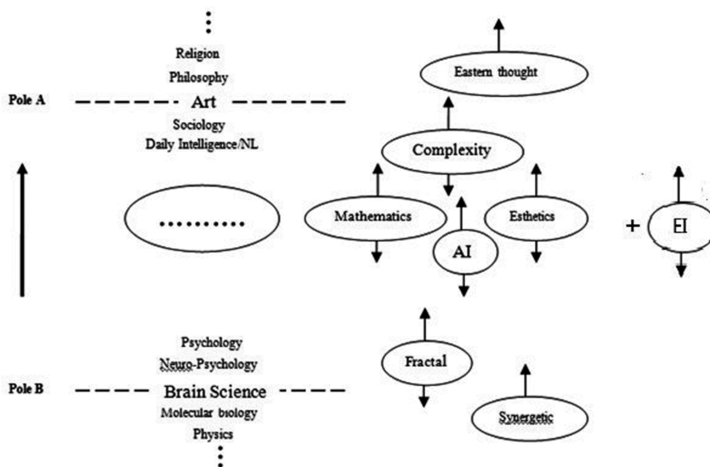 Religion
Philosophy
Eastern thought
Pole A
Art
Sociology
Daily Intelligence/NL
Complexity
Mathematics
Esthetics
+ EI
AI
Psychology
Neuro-Psychology
Fractal
Pole B
Brain Science
Molecular biology
Physics
Synergetic